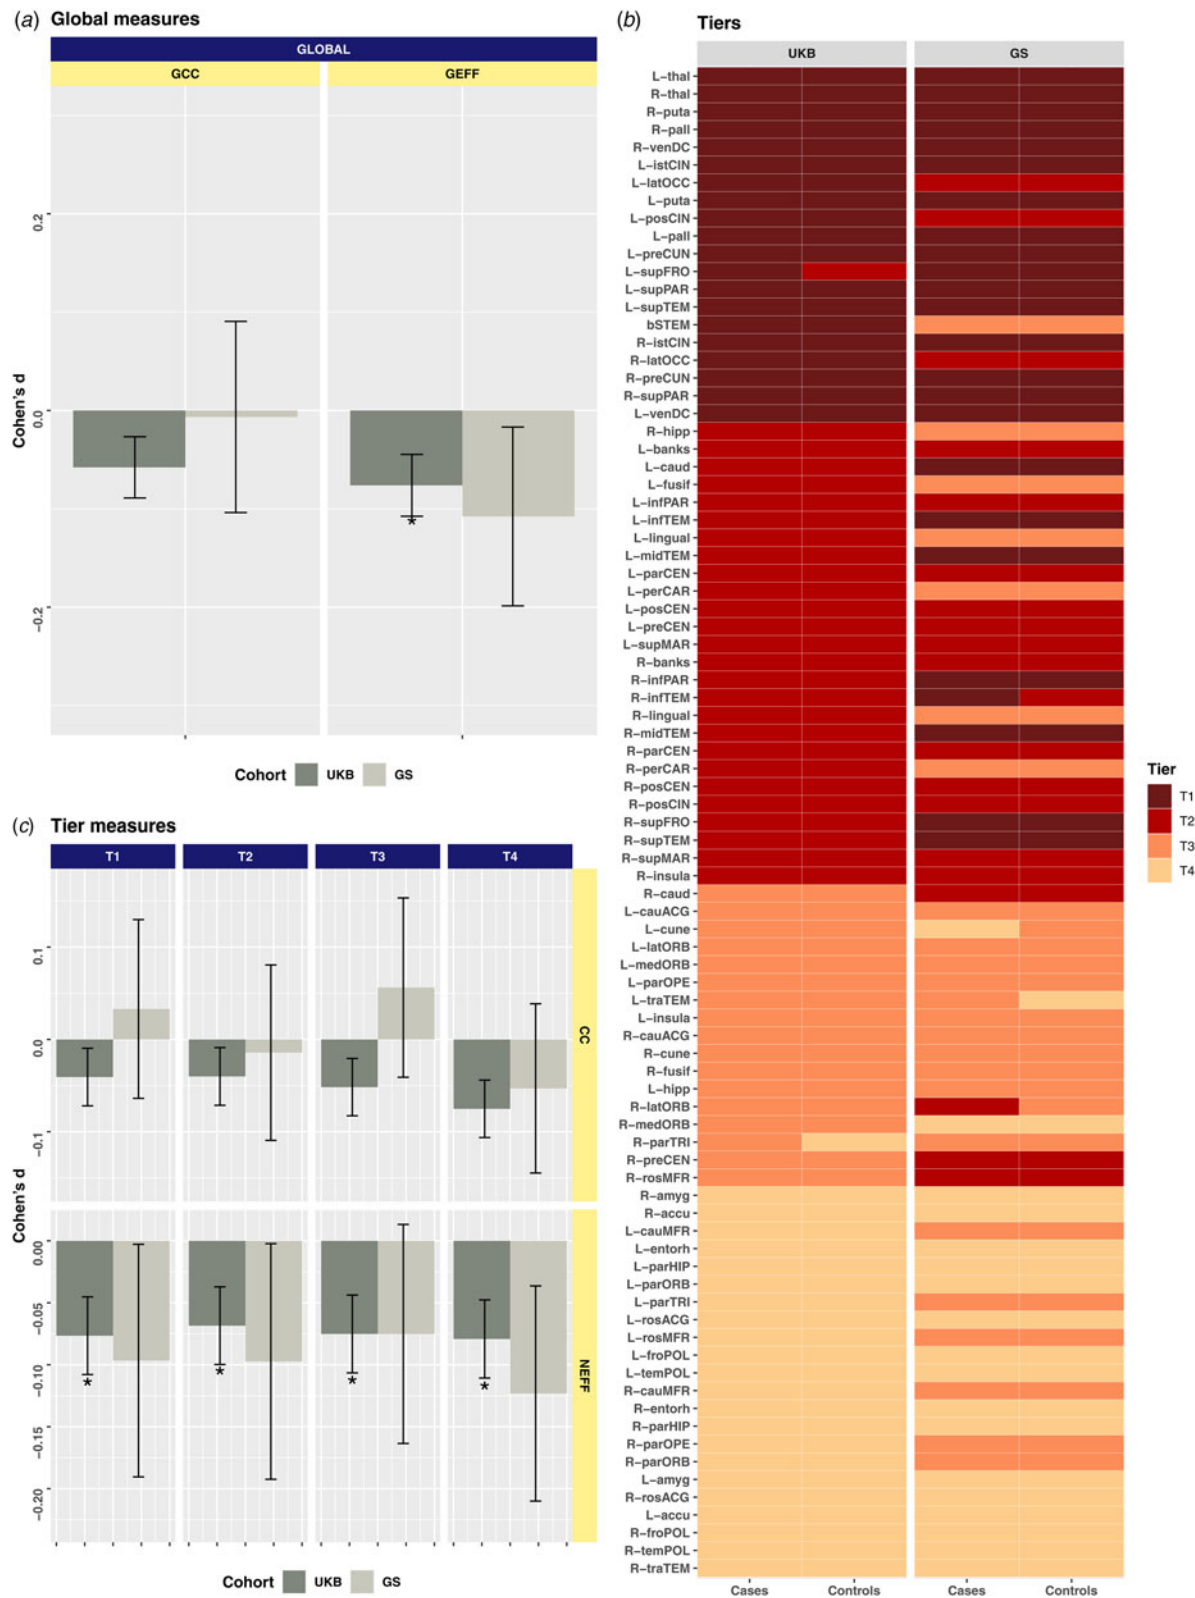 (a) Global measures
GLOBAL
GCC GEFF
0.2
0.0
−0.2
Cohen's d
*
Cohort UKB GS
(b) Tiers
UKB GS
L−thal
R−thal
R−puta
R−pall
R−venDC
L−istCIN
L−latOCC
L−puta
L−posCIN
L−pall
L−preCUN
L−supFRO
L−supPAR
L−supTEM
bSTEM
R−istCIN
R−latOCC
R−preCUN
R−supPAR
L−venDC
R−hipp
L−banks
L−caud
L−fusif
L−infPAR
L−infTEM
L−lingual
L−midTEM
L−parCEN
L−perCAR
L−posCEN
L−preCEN
L−supMAR
R−banks
R−infPAR
R−infTEM
R−lingual
R−midTEM
R−parCEN
R−perCAR
R−posCEN
R−posCIN
R−supFRO
R−supTEM
R−supMAR
R−insula
R−caud
L−cauACG
L−cune
L−latORB
L−medORB
L−parOPE
L−traTEM
L−insula
R−cauACG
R−cune
R−fusif
L−hipp
R−latORB
R−medORB
R−parTRI
R−preCEN
R−rosMFR
R−amyg
R−accu
L−cauMFR
L−entorh
L−parHIP
L−parORB
L−parTRI
L−rosACG
L−rosMFR
L−froPOL
L−temPOL
R−cauMFR
R−entorh
R−parHIP
R−parOPE
R−parORB
L−amyg
R−rosACG
L−accu
R−froPOL
R−temPOL
R−traTEM
Cases Controls Cases Controls
Tier
T1
T2
T3
T4
(c) Tier measures
T1 T2 T3 T4
0.1
0.0
−0.1
CC
Cohen's d
0.00
−0.05
−0.10
−0.15
−0.20
NEFF
* * * *
Cohort UKB GS